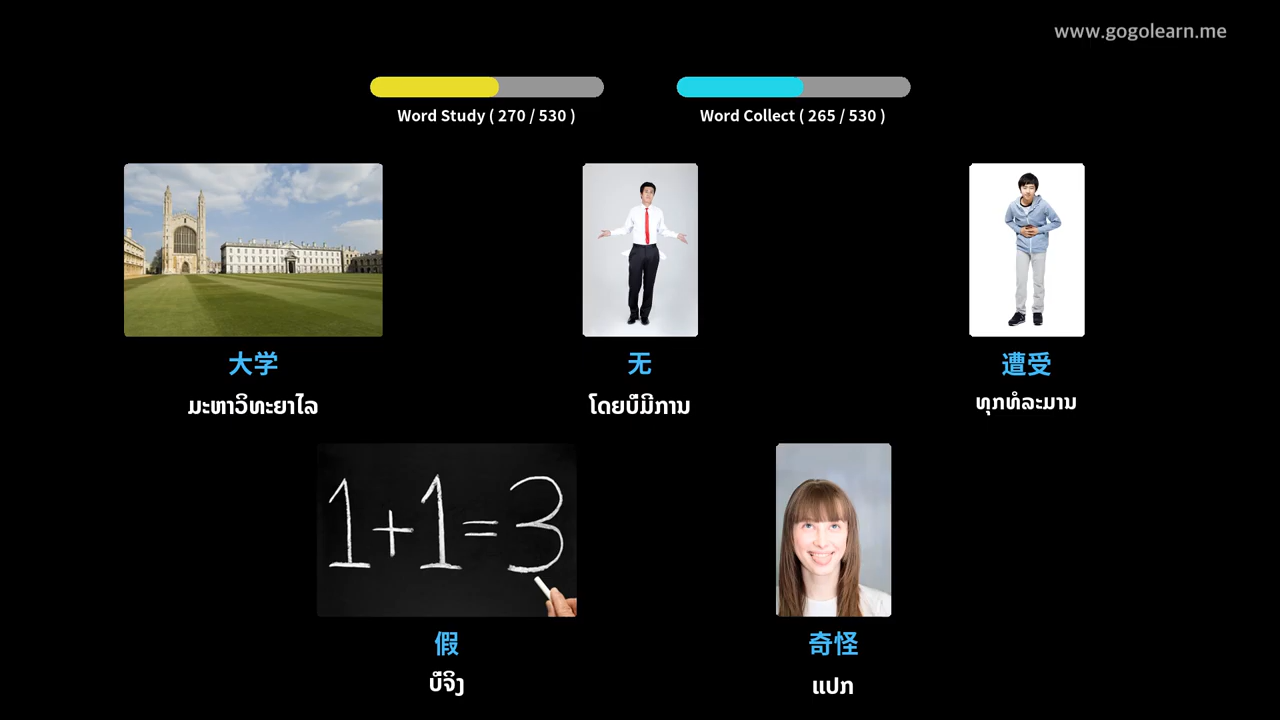 www.gogolearn.me
Word Study ( 270 / 530 )
Word Collect ( 265 / 530 )
大学
无
遭受
ມະຫາວິທະຍາໄລ
ໂດຍບໍ່ມີການ
ທຸກທໍລະມານ
1+1=3
假
奇怪
ບໍ່ຈິງ
ແປກ